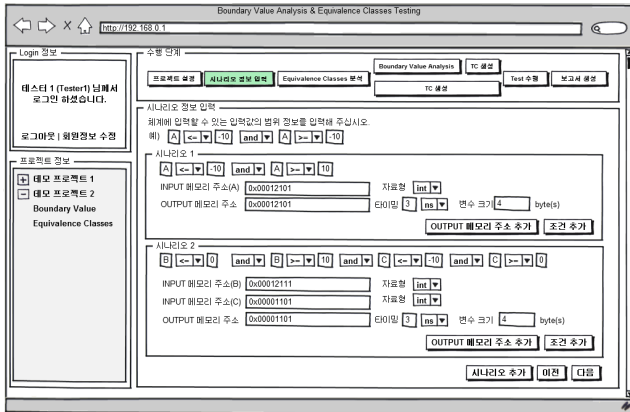 Boundary Value Analysis & Equivalence Classes Testing
http://192.168.0.1
Login 정보
테스터 1 (Tester1) 님께서
로그인 하셨습니다.
로그아웃 | 회원정보 수정
프로젝트 정보
데모 프로젝트 1
데모 프로젝트 2
Boundary Value
Equivalence Classes
수행 단계
프로젝트 설정
시나리오 정보 입력
Equivalence Classes 분석
Boundary Value Analysis
TC 생성
TC 생성
Test 수행
보고서 생성
시나리오 정보 입력
체계에 입력할 수 있는 입력값의 범위 정보를 입력해 주십시오.
예) A <= -10 and A >= -10
시나리오 1
A <= -10 and A >= 10
INPUT 메모리 주소(A) 0x00012101 자료형 int
OUTPUT 메모리 주소 0x00012101 타이밍 3 ns 변수 크기 4 byte(s)
OUTPUT 메모리 주소 추가 조건 추가
시나리오 2
B <= 0 and B >= 10 and C <= -10 and C >= 0
INPUT 메모리 주소(B) 0x00012111 자료형 int
INPUT 메모리 주소(C) 0x00001101 자료형 int
OUTPUT 메모리 주소 0x00001101 타이밍 3 ns 변수 크기 4 byte(s)
OUTPUT 메모리 주소 추가 조건 추가
시나리오 추가 이전 다음